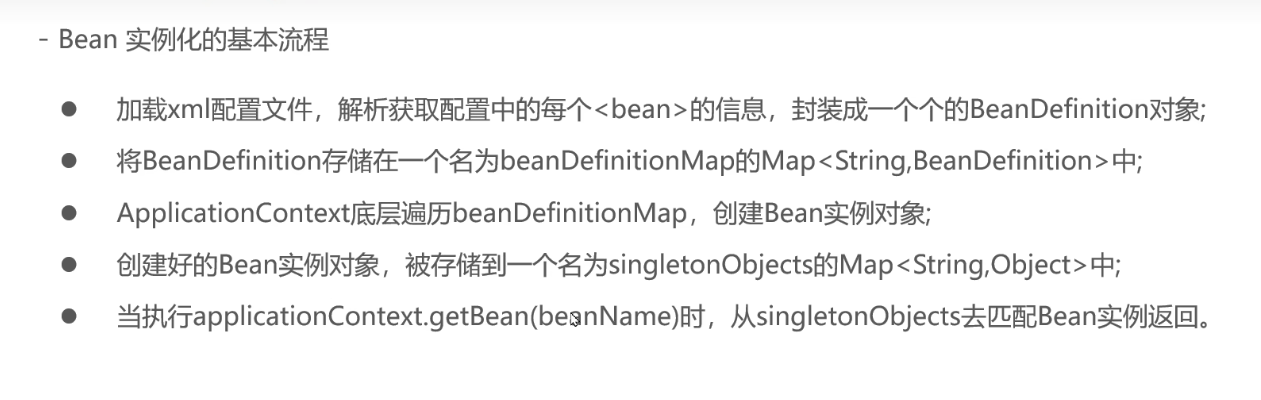 - Bean 实例化的基本流程
● 加载xml配置文件，解析获取配置中的每个<bean>的信息，封装成一个个的BeanDefinition对象;
● 将BeanDefinition存储在一个名为beanDefinitionMap的Map<String,BeanDefinition>中;
● ApplicationContext底层遍历beanDefinitionMap，创建Bean实例对象;
● 创建好的Bean实例对象，被存储到一个名为singletonObjects的Map<String,Object>中;
● 当执行applicationContext.getBean(beanName)时，从singletonObjects去匹配Bean实例返回。